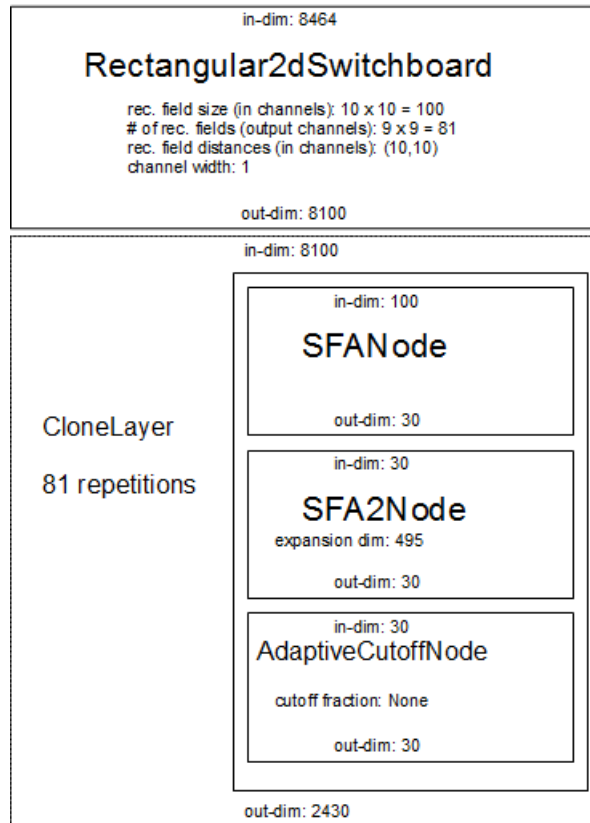 in-dim: 8464
Rectangular2dSwitchboard
rec. field size (in channels): 10 x 10 = 100
# of rec. fields (output channels): 9 x 9 = 81
rec. field distances (in channels): (10,10)
channel width: 1
out-dim: 8100
in-dim: 8100
CloneLayer
81 repetitions
in-dim: 100
SFANode
out-dim: 30
in-dim: 30
SFA2Node
expansion dim: 495
out-dim: 30
in-dim: 30
AdaptiveCutoffNode
cutoff fraction: None
out-dim: 30
out-dim: 2430